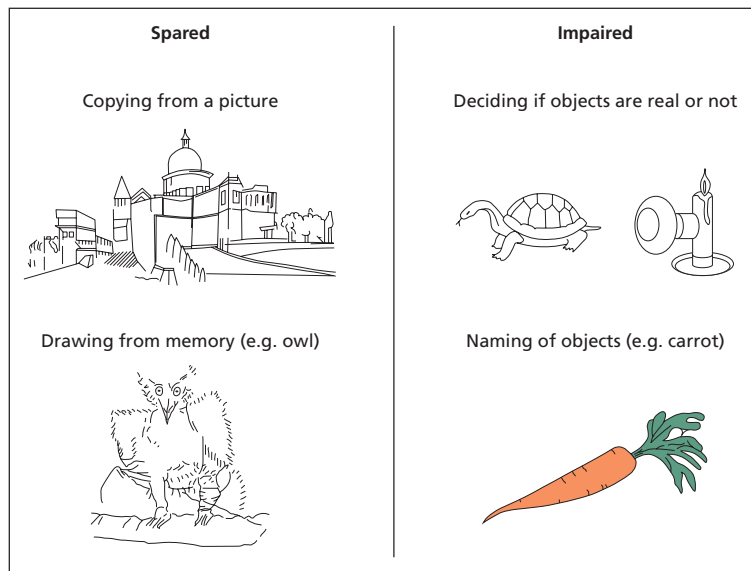 Spared
Copying from a picture
Drawing from memory (e.g. owl)
Impaired
Deciding if objects are real or not
Naming of objects (e.g. carrot)